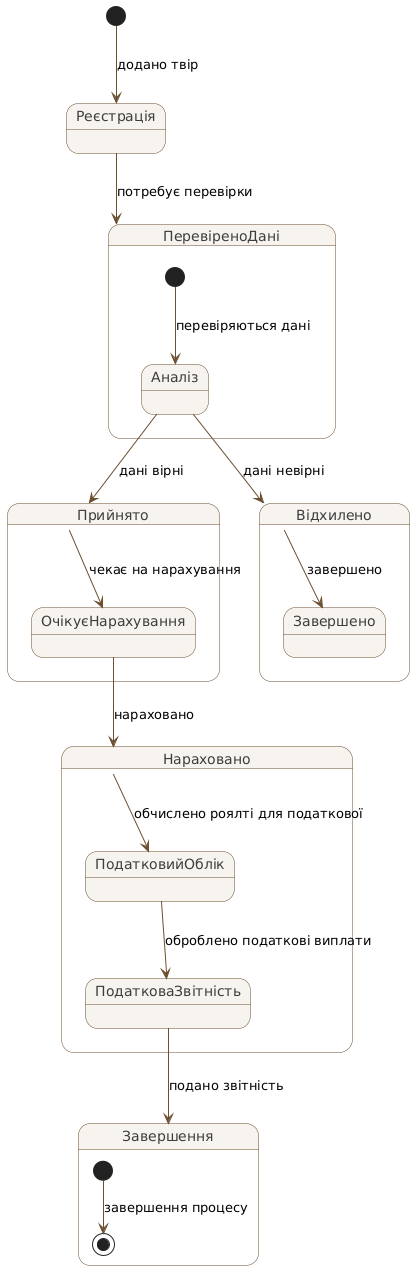 додано твір
Реєстрація
потребує перевірки
ПеревіреноДані
перевіряються дані
Аналіз
дані вірні
дані невірні
Прийнято
Відхилено
чекає на нарахування
завершено
ОчікуєНарахування
Завершено
нараховано
Нараховано
обчислено роялті для податкової
ПодатковийОблік
оброблено податкові виплати
ПодатковаЗвітність
подано звітність
Завершення
завершення процесу